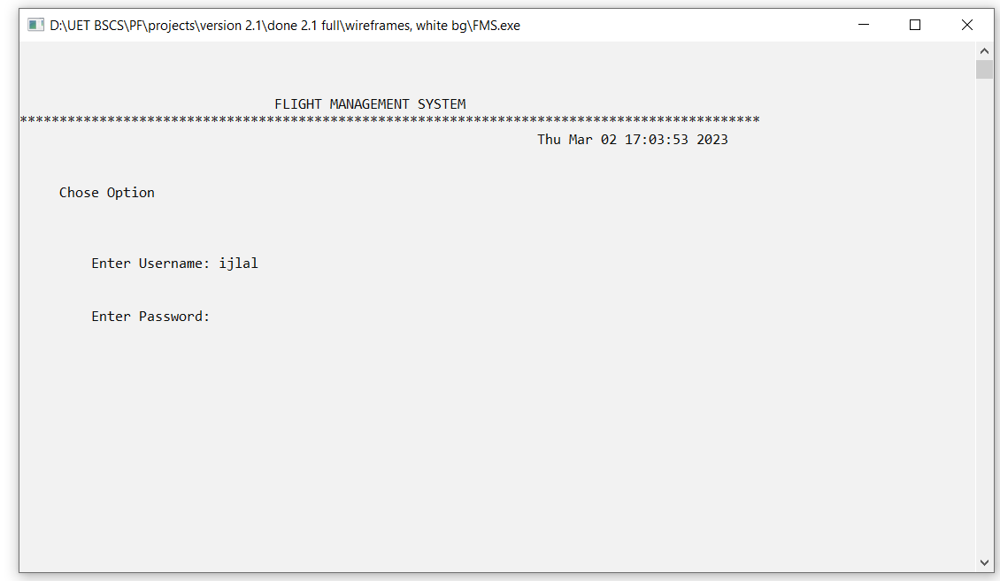 D:\UET BSCS\PF\projects\version 2.1\done 2.1 full\wireframes, white bg\FMS.exe
FLIGHT MANAGEMENT SYSTEM
*********************************************************************************************
Thu Mar 02 17:03:53 2023
Chose Option
Enter Username: ijlal
Enter Password: